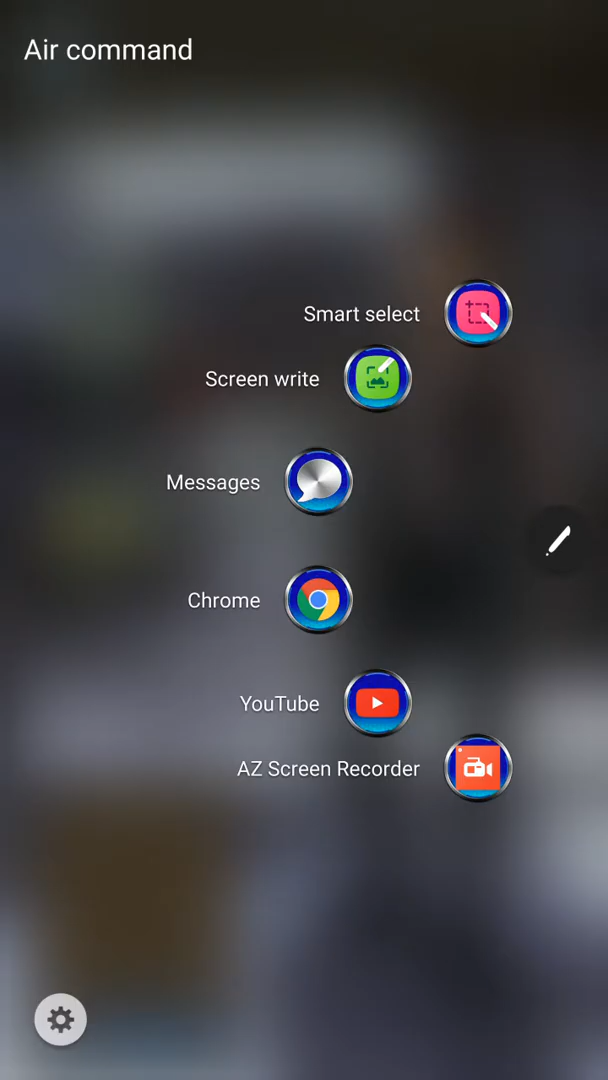 Air command
Smart select
Screen write
Messages
Chrome
YouTube
AZ Screen Recorder